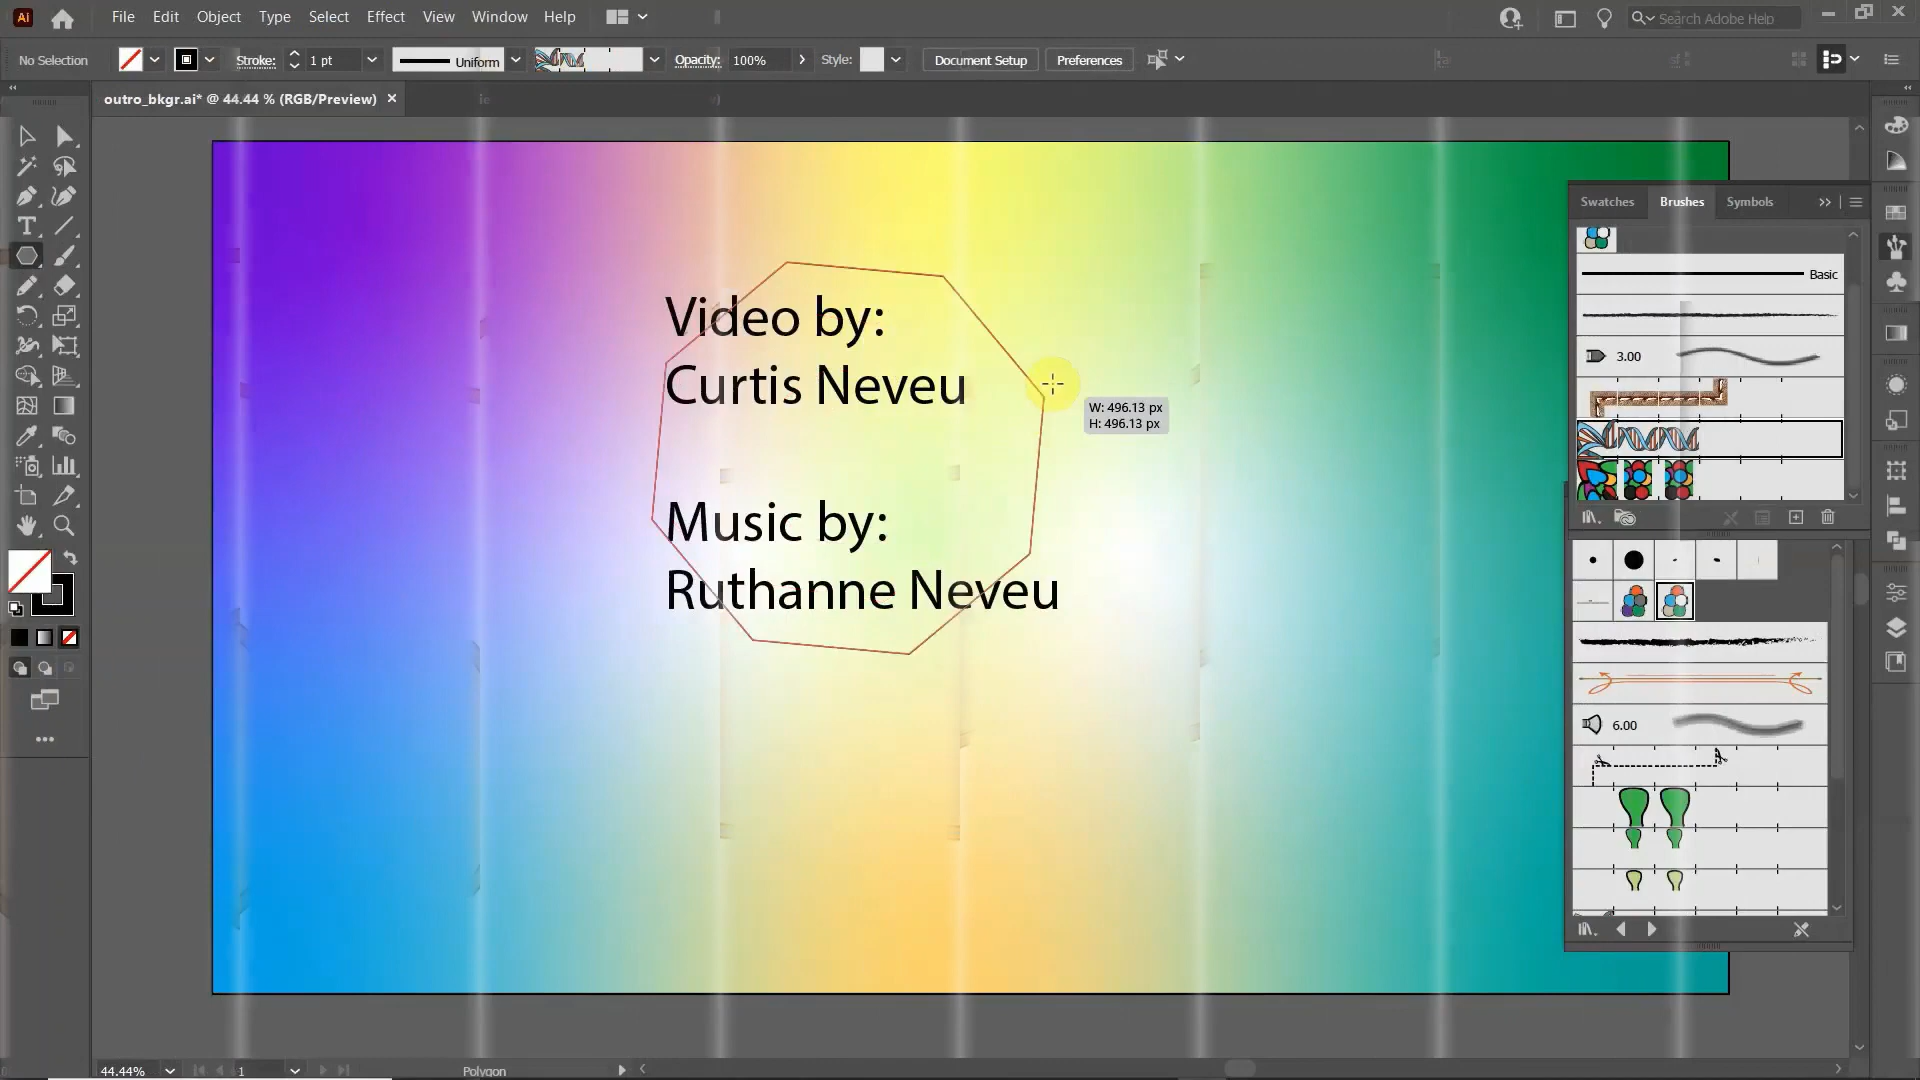 Ai File Edit Object Type Select Effect View Window Help Search Adobe Help
No Selection Stroke: 1 pt Uniform Opacity: 100% Style: Document Setup Preferences
outro_bkgr.ai* @ 44.44 % (RGB/Preview)
Swatches Brushes Symbols
Basic
3.00
Video by:
Curtis Neveu
W: 496.13 px
H: 496.13 px
Music by:
Ruthanne Neveu
6.00
44.44% 1 Polygon